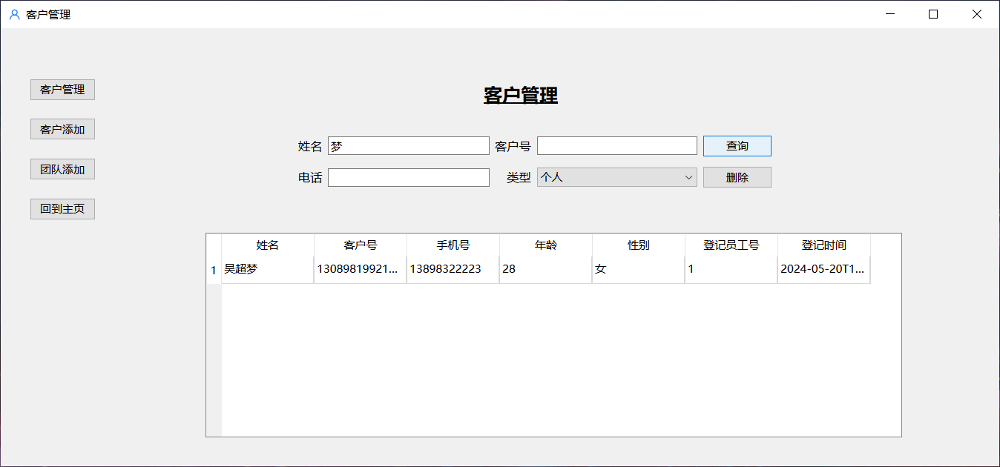 客户管理
客户管理
客户添加
团队添加
回到主页
客户管理
姓名 梦 客户号 查询
电话 类型 个人 删除
姓名 客户号 手机号 年龄 性别 登记员工号 登记时间
1 吴超梦 13089819921... 13898322223 28 女 1 2024-05-20T1...